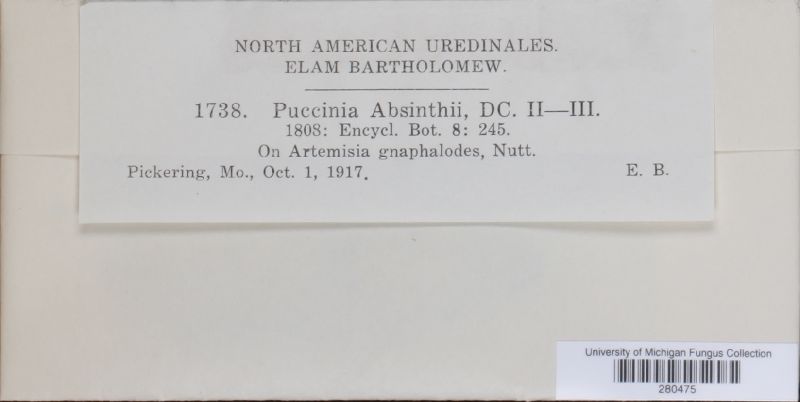 NORTH AMERICAN UREDINALES.
ELAM BARTHOLOMEW.
1738. Puccinia Absinthii, DC. II—III.
1808: Encycl. Bot. 8: 245.
On Artemisia gnaphalodes, Nutt.
Pickering, Mo., Oct. 1, 1917. E. B.
University of Michigan Fungus Collection
280475